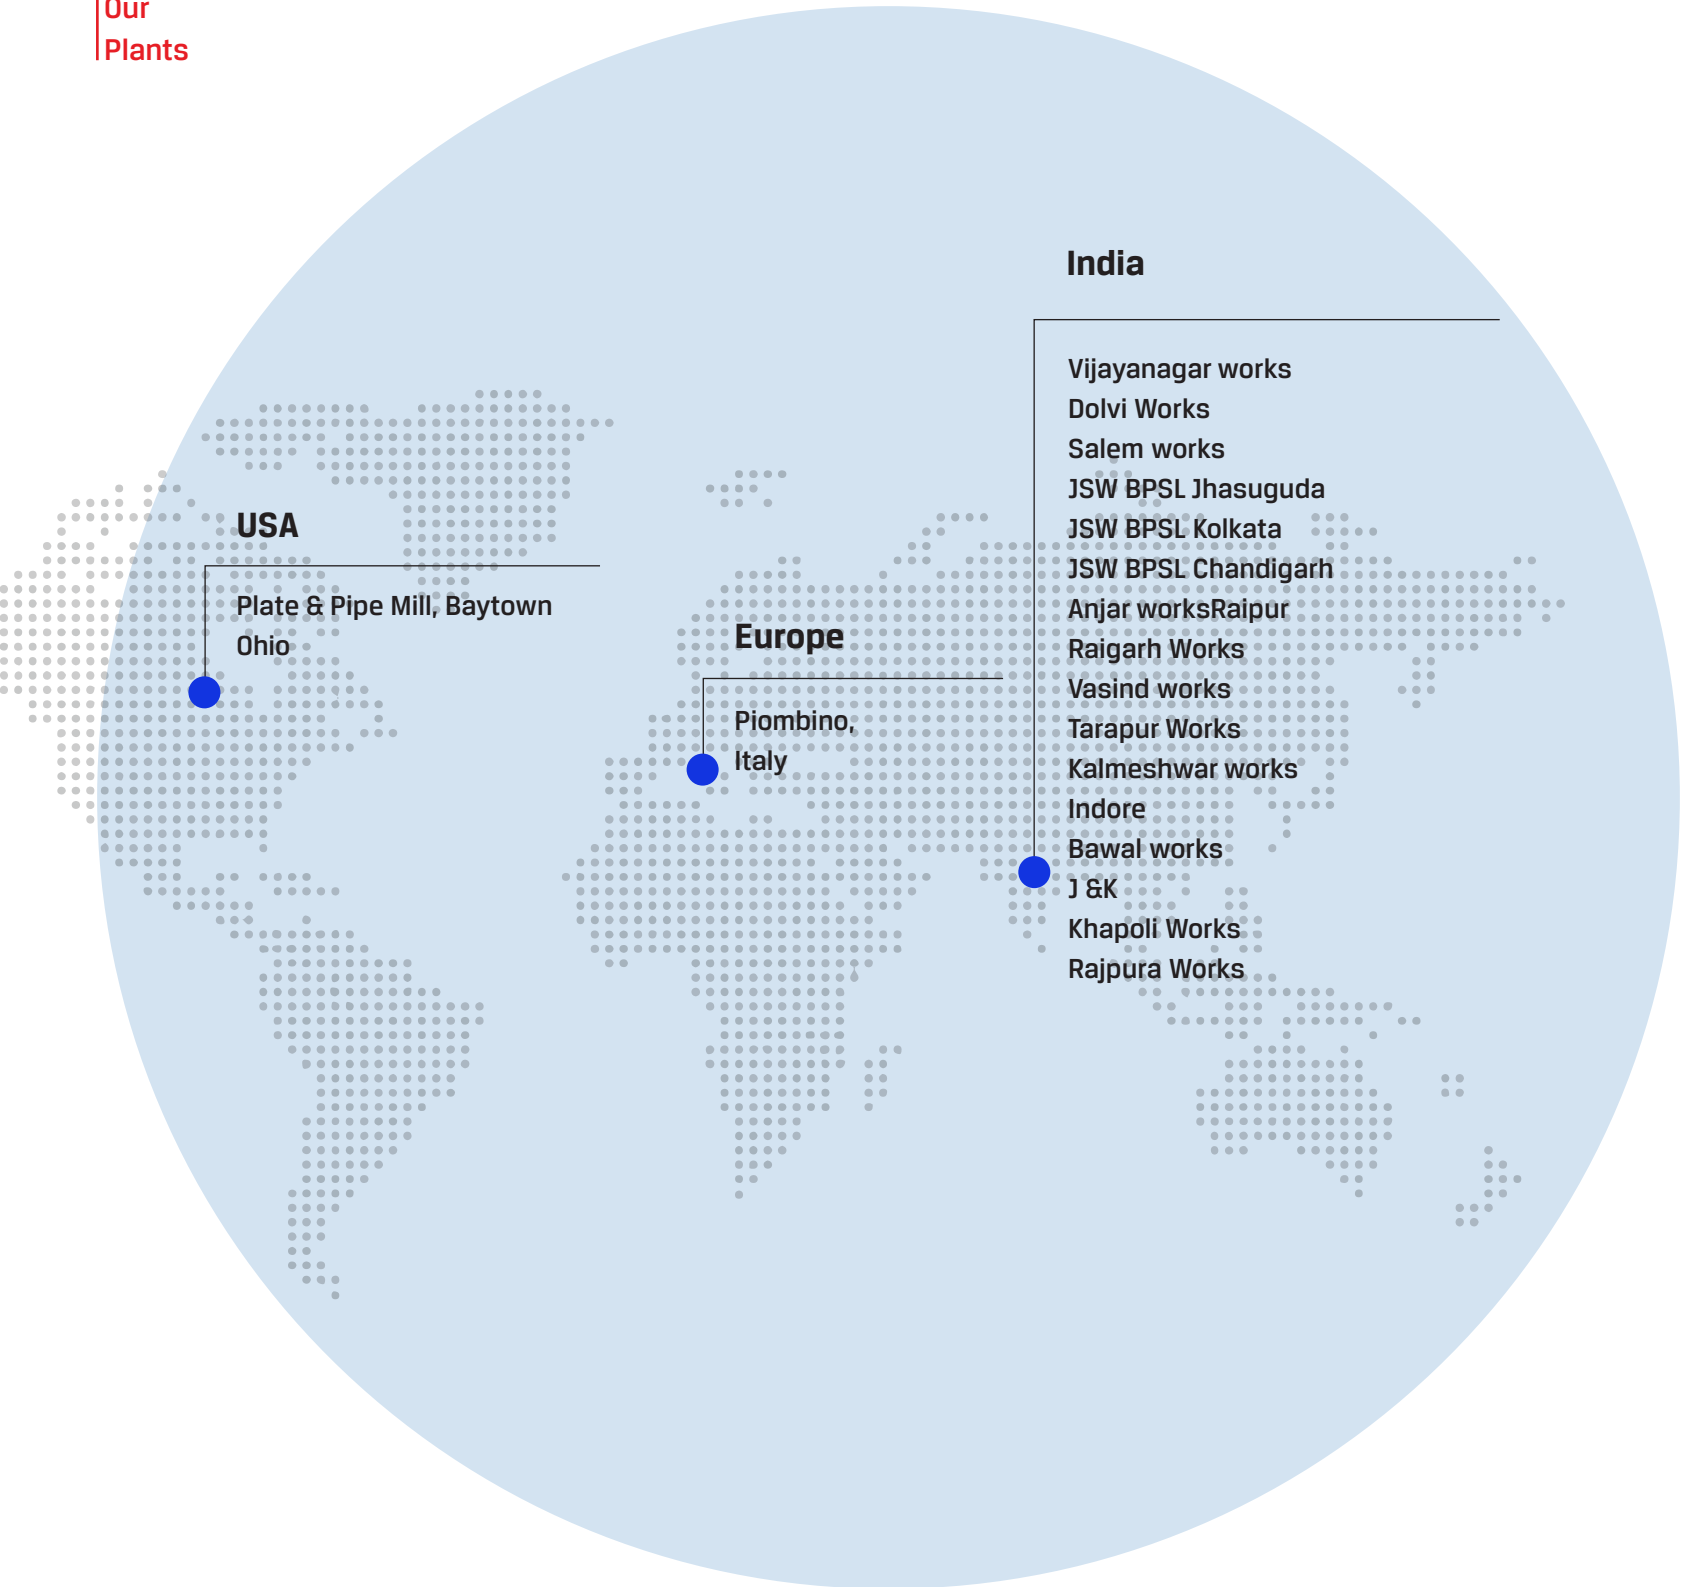 Our
Plants
India
Vijayanagar works
Dolvi Works
Salem works
JSW BPSL Jhasuguda
JSW BPSL Kolkata
JSW BPSL Chandigarh
Anjar worksRaipur
Raigarh Works
Vasind works
Tarapur Works
Kalmeshwar works
Indore
Bawal works
J &K
Khapoli Works
Rajpura Works
USA
Plate & Pipe Mill, Baytown
Ohio
Europe
Piombino,
Italy